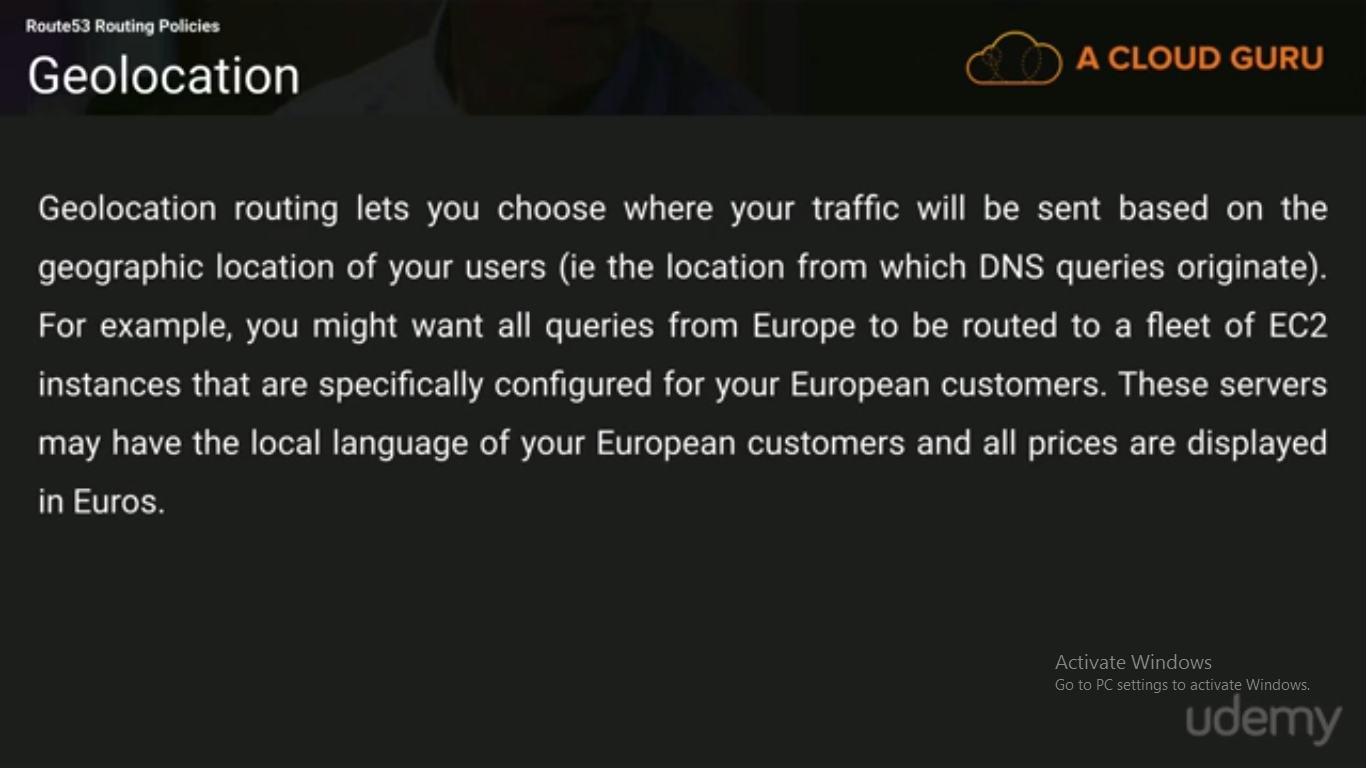 Route53 Routing Policies
Geolocation
A CLOUD GURU
Geolocation routing lets you choose where your traffic will be sent based on the
geographic location of your users (ie the location from which DNS queries originate).
For example, you might want all queries from Europe to be routed to a fleet of EC2
instances that are specifically configured for your European customers. These servers
may have the local language of your European customers and all prices are displayed
in Euros.
Activate Windows
Go to PC settings to activate Windows.
udemy